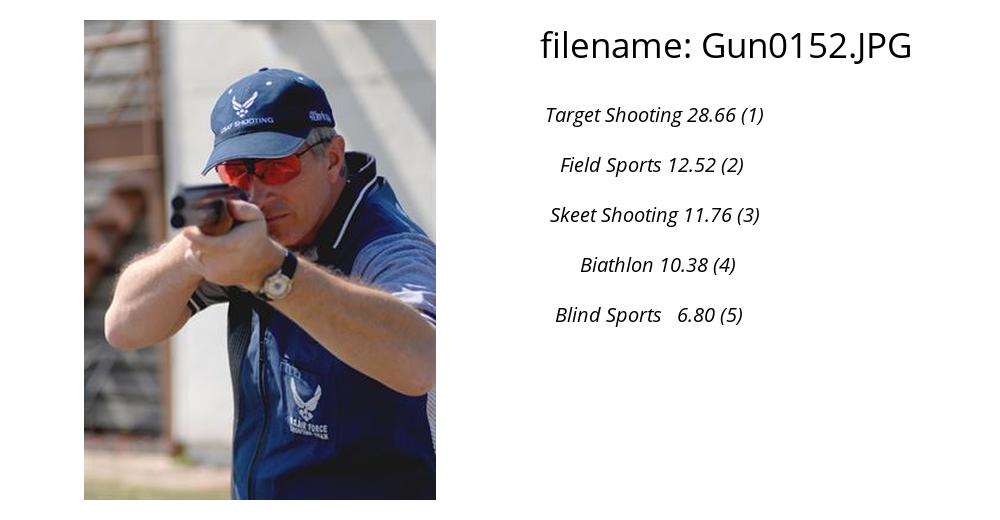 filename: Gun0152.JPG
Target Shooting 28.66 (1)
Field Sports 12.52 (2)
Skeet Shooting 11.76 (3)
Biathlon 10.38 (4)
Blind Sports 6.80 (5)
USAF SHOOTING
U.S. AIR FORCE
SHOOTING TEAM